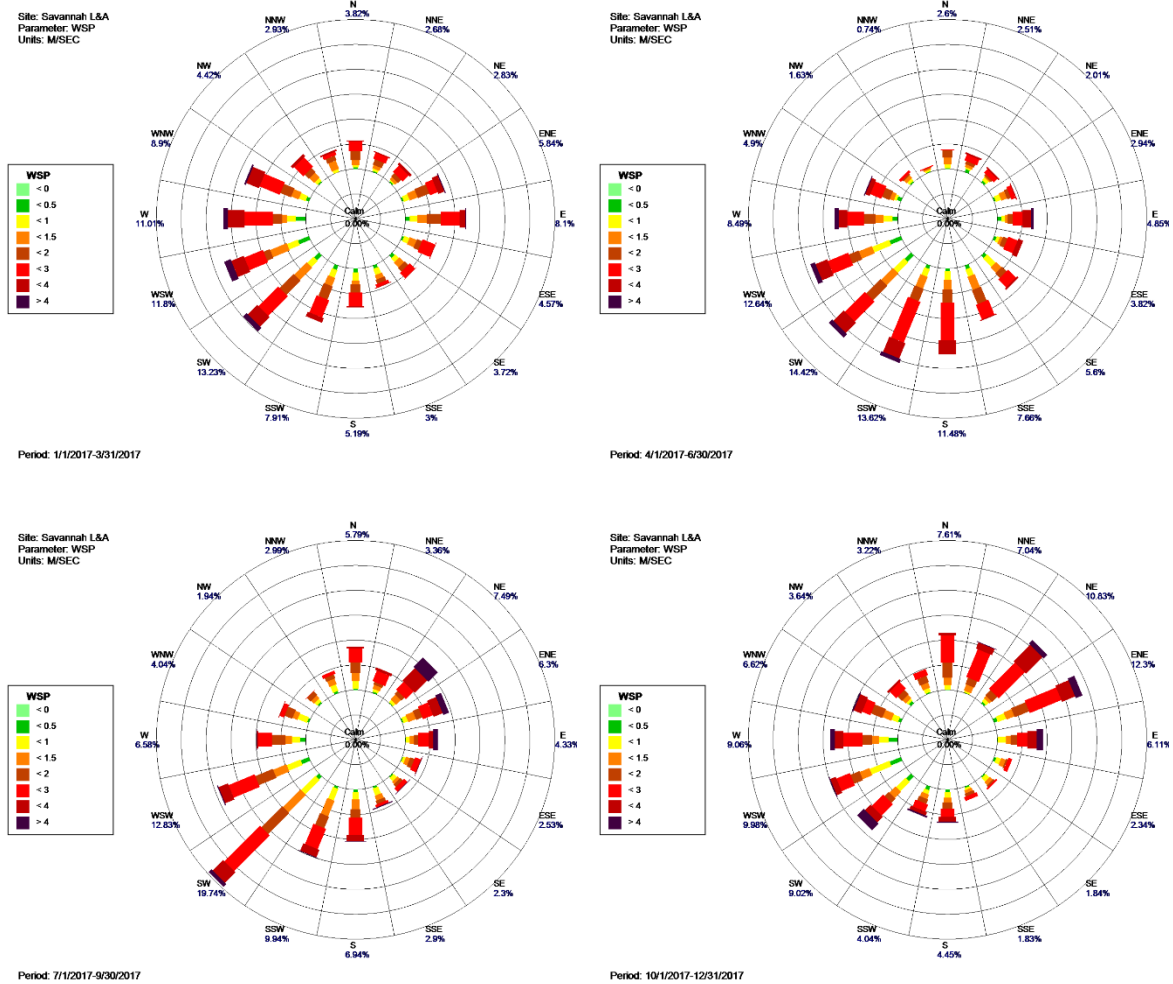 Site: Savannah L&A
Parameter: WSP
Units: M/SEC
N
3.82%
NNW
2.93%
NNE
2.68%
NW
4.42%
NE
2.83%
WNW
8.9%
ENE
5.84%
WSP
< 0
< 0.5
< 1
< 1.5
< 2
< 3
< 4
> 4
Calm
0.00%
W
11.01%
E
8.1%
WSW
11.8%
ESE
4.57%
SW
13.23%
SE
3.72%
SSW
7.91%
SSE
3%
S
5.19%
Period: 1/1/2017-3/31/2017
Site: Savannah L&A
Parameter: WSP
Units: M/SEC
N
2.6%
NNW
0.74%
NNE
2.51%
NW
1.63%
NE
2.01%
WNW
4.9%
ENE
2.94%
WSP
< 0
< 0.5
< 1
< 1.5
< 2
< 3
< 4
> 4
Calm
0.00%
W
8.49%
E
4.85%
WSW
12.64%
ESE
3.82%
SW
14.42%
SE
5.6%
SSW
13.62%
SSE
7.66%
S
11.48%
Period: 4/1/2017-6/30/2017
Site: Savannah L&A
Parameter: WSP
Units: M/SEC
N
5.79%
NNW
2.99%
NNE
3.36%
NW
1.94%
NE
7.49%
WNW
4.04%
ENE
6.3%
WSP
< 0
< 0.5
< 1
< 1.5
< 2
< 3
< 4
> 4
Calm
0.00%
W
6.58%
E
4.33%
WSW
12.83%
ESE
2.53%
SW
19.74%
SE
2.3%
SSW
9.94%
SSE
2.9%
S
6.94%
Period: 7/1/2017-9/30/2017
Site: Savannah L&A
Parameter: WSP
Units: M/SEC
N
7.61%
NNW
3.22%
NNE
7.04%
NW
3.64%
NE
10.83%
WNW
6.62%
ENE
12.3%
WSP
< 0
< 0.5
< 1
< 1.5
< 2
< 3
< 4
> 4
Calm
0.00%
W
9.06%
E
6.11%
WSW
9.98%
ESE
2.34%
SW
9.02%
SE
1.84%
SSW
4.04%
SSE
1.83%
S
4.45%
Period: 10/1/2017-12/31/2017